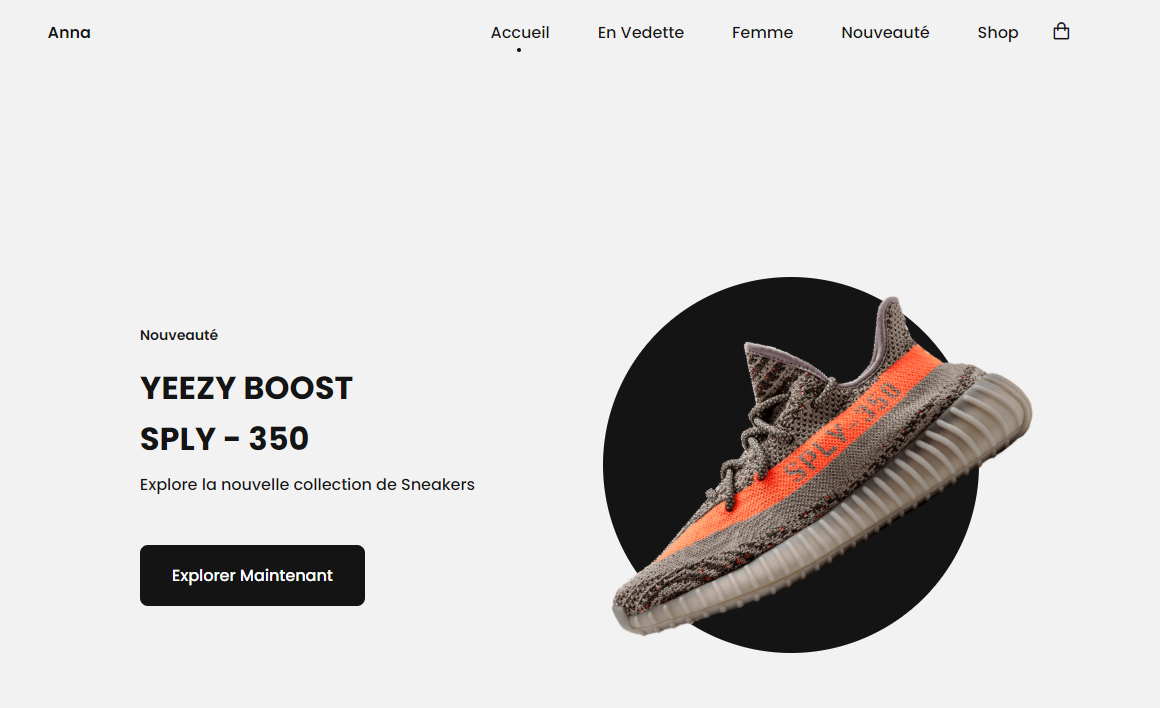 Anna
Accueil
En Vedette
Femme
Nouveauté
Shop
Nouveauté
YEEZY BOOST
SPLY - 350
Explore la nouvelle collection de Sneakers
Explorer Maintenant
SPLY-350